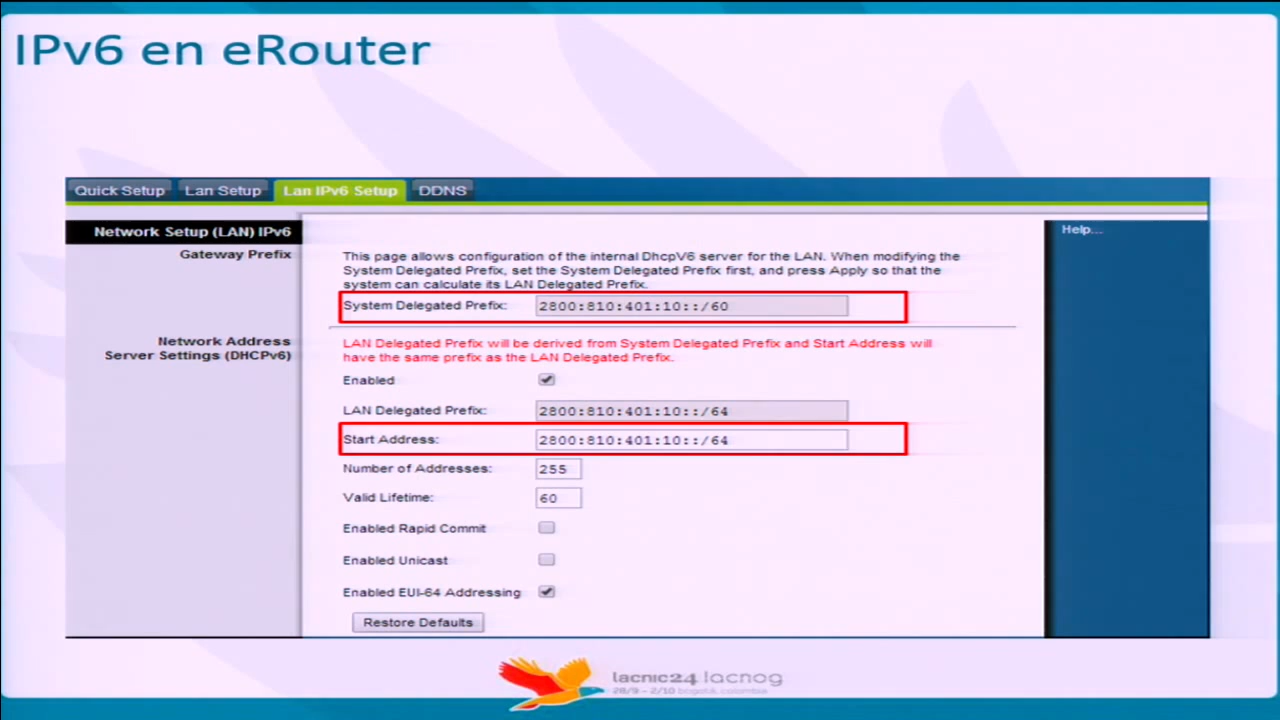 IPv6 en eRouter
Quick Setup Lan Setup Lan IPv6 Setup DDNS
Network Setup (LAN) IPv6
Help...
Gateway Prefix
This page allows configuration of the internal DhcpV6 server for the LAN. When modifying the
System Delegated Prefix, set the System Delegated Prefix first, and press Apply so that the
system can calculate its LAN Delegated Prefix.
System Delegated Prefix: 2800:810:401:10::/60
Network Address
Server Settings (DHCPv6)
LAN Delegated Prefix will be derived from System Delegated Prefix and Start Address will
have the same prefix as the LAN Delegated Prefix.
Enabled
LAN Delegated Prefix: 2800:810:401:10::/64
Start Address: 2800:810:401:10::/64
Number of Addresses: 255
Valid Lifetime: 60
Enabled Rapid Commit
Enabled Unicast
Enabled EUI-64 Addressing
Restore Defaults
lacnic24 lacnog
28/9 - 2/10 bogotá, colombia